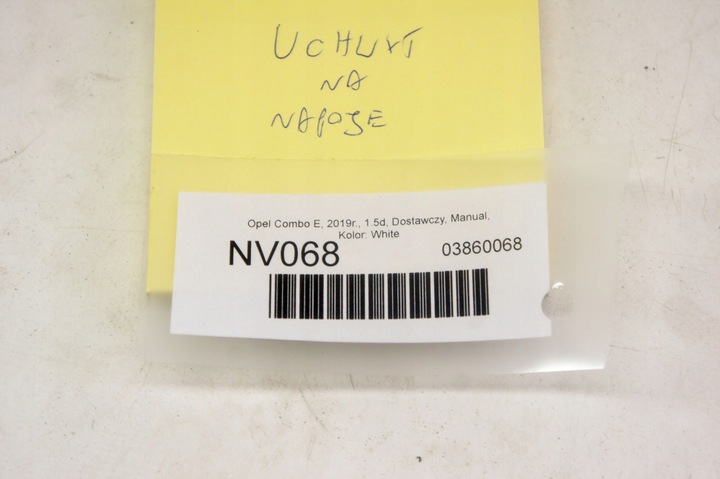 UCHWYT
NA
NAPOJE
Opel Combo E, 2019r., 1.5d, Dostawczy, Manual,
Kolor: White
NV068
03860068